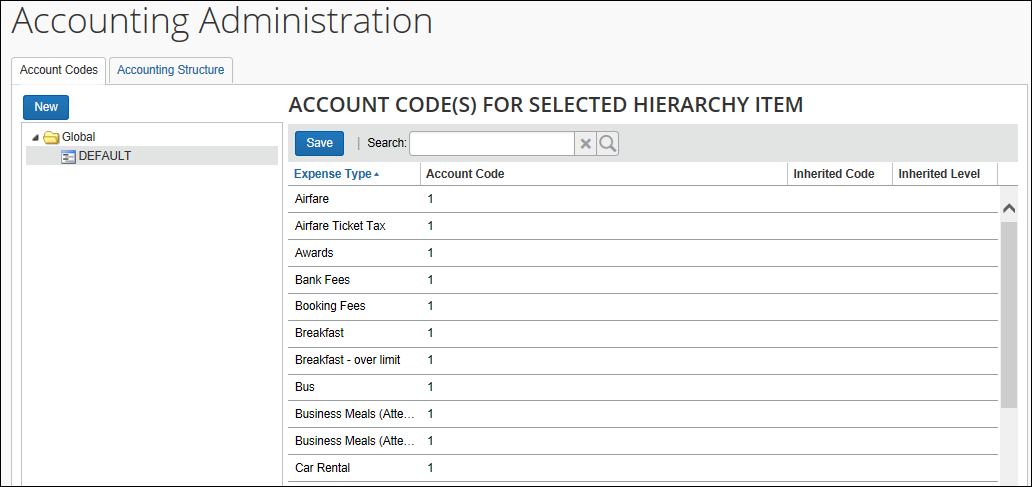 Accounting Administration
Account Codes Accounting Structure
New
Global
DEFAULT
ACCOUNT CODE(S) FOR SELECTED HIERARCHY ITEM
Save | Search:
Expense Type Account Code Inherited Code Inherited Level
Airfare 1
Airfare Ticket Tax 1
Awards 1
Bank Fees 1
Booking Fees 1
Breakfast 1
Breakfast - over limit 1
Bus 1
Business Meals (Atte... 1
Business Meals (Atte... 1
Car Rental 1